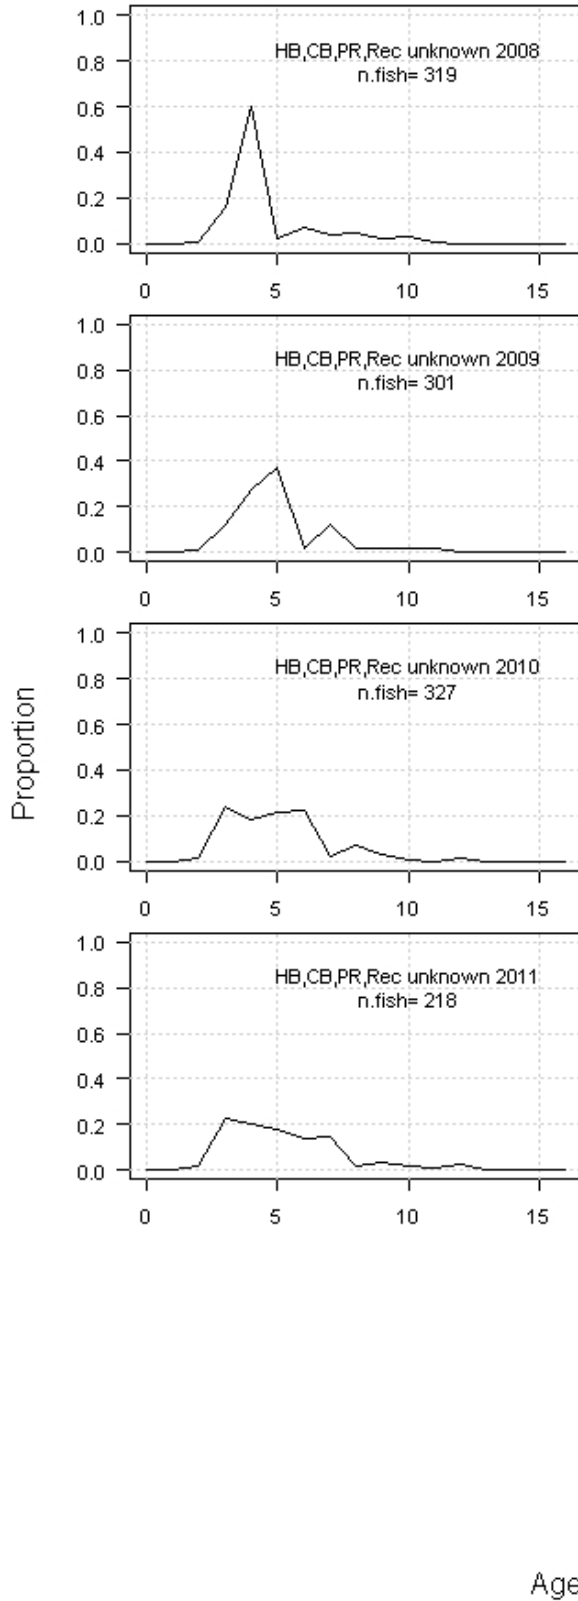 1.0
0.8
0.6
0.4
0.2
0.0
HB,CB,PR,Rec unknown 2008
n.fish= 319
0 5 10 15
1.0
0.8
0.6
0.4
0.2
0.0
HB,CB,PR,Rec unknown 2009
n.fish= 301
0 5 10 15
Proportion
1.0
0.8
0.6
0.4
0.2
0.0
HB,CB,PR,Rec unknown 2010
n.fish= 327
0 5 10 15
1.0
0.8
0.6
0.4
0.2
0.0
HB,CB,PR,Rec unknown 2011
n.fish= 218
0 5 10 15
Age